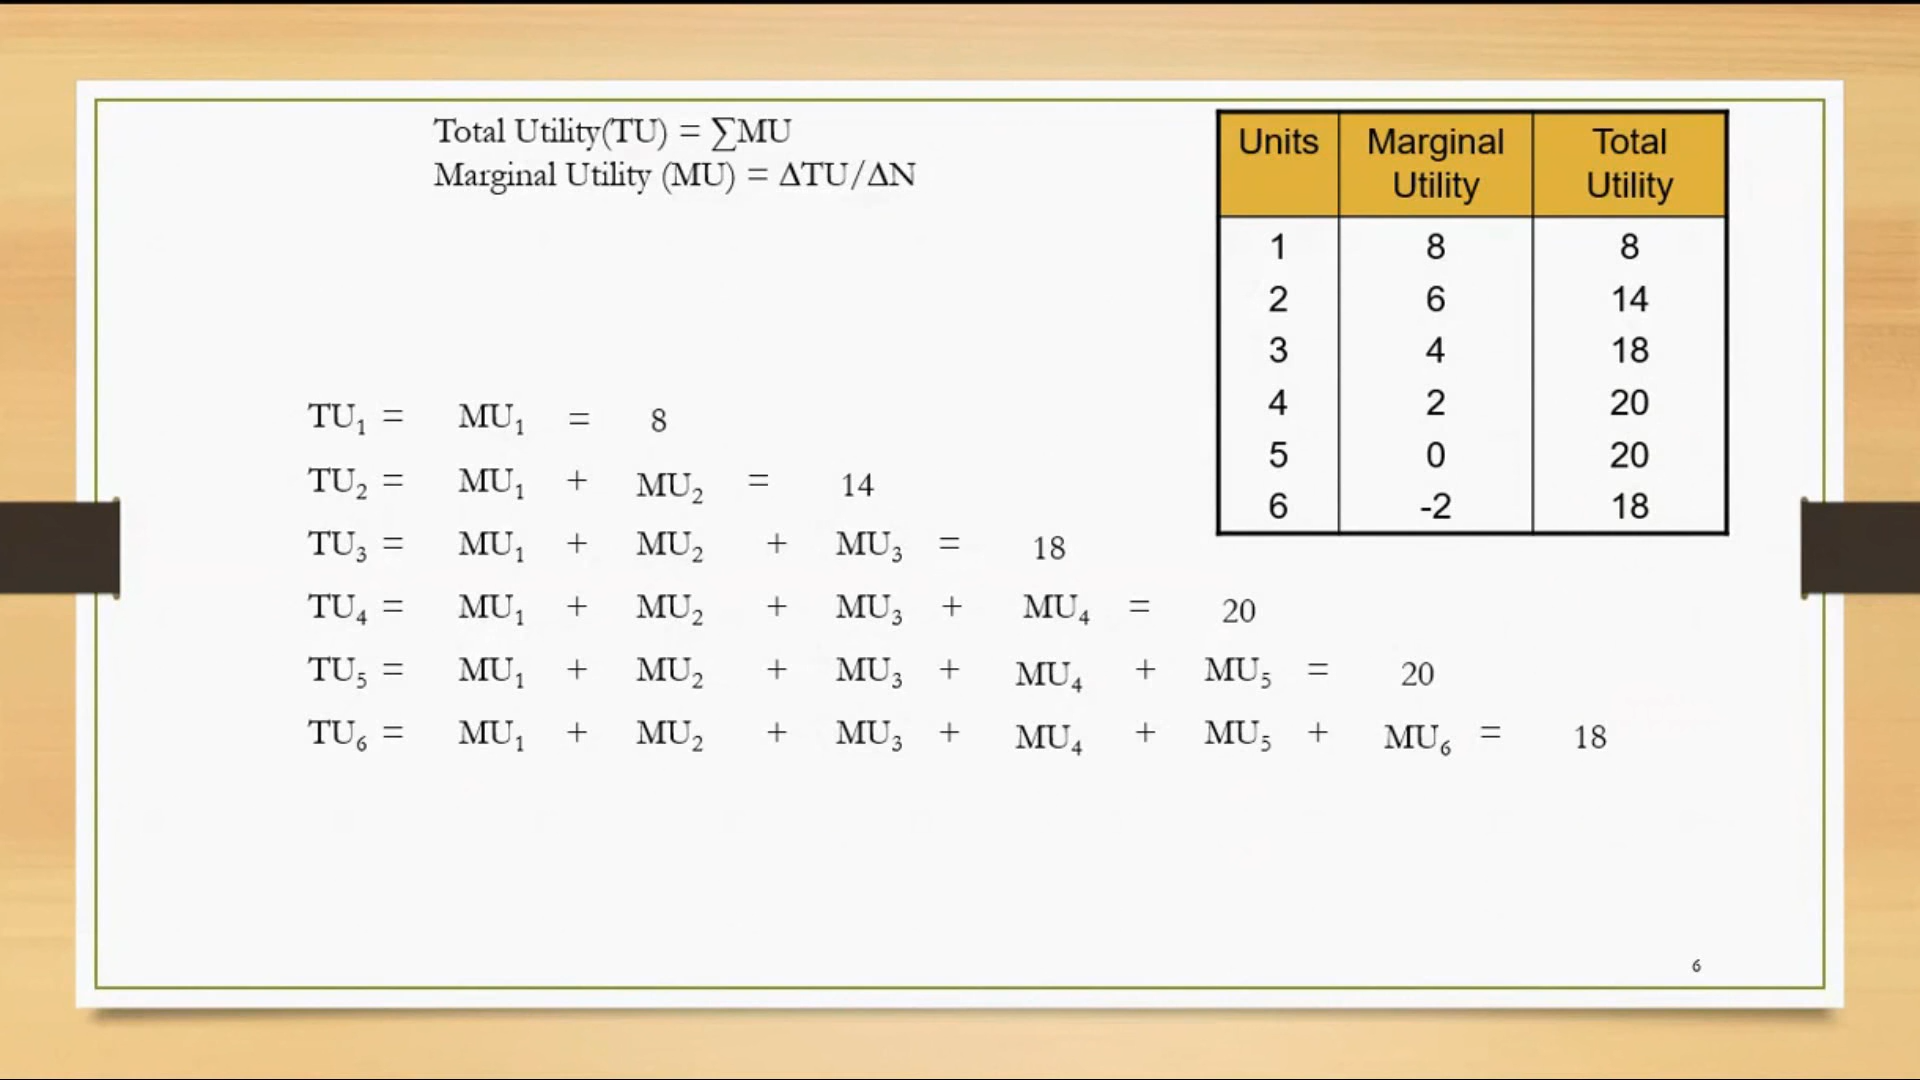 Total Utility(TU) = ∑MU
Marginal Utility (MU) = ΔTU/ΔN
Units Marginal Utility Total Utility
1 8 8
2 6 14
3 4 18
4 2 20
5 0 20
6 -2 18
TU₁ = MU₁ = 8
TU₂ = MU₁ + MU₂ = 14
TU₃ = MU₁ + MU₂ + MU₃ = 18
TU₄ = MU₁ + MU₂ + MU₃ + MU₄ = 20
TU₅ = MU₁ + MU₂ + MU₃ + MU₄ + MU₅ = 20
TU₆ = MU₁ + MU₂ + MU₃ + MU₄ + MU₅ + MU₆ = 18
6